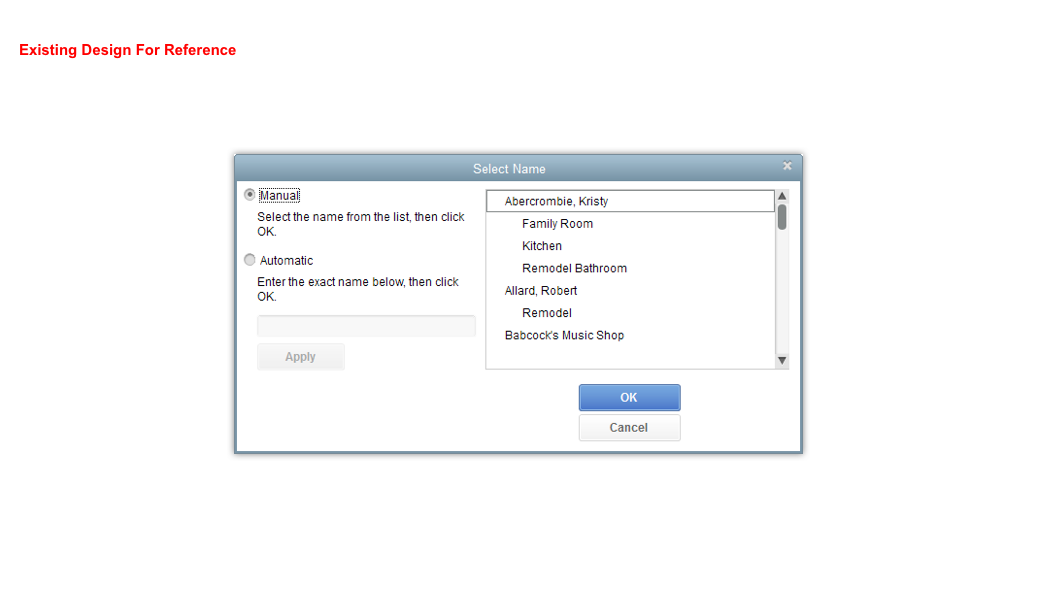 Existing Design For Reference
Select Name
Manual
Select the name from the list, then click
OK.
Automatic
Enter the exact name below, then click
OK.
Apply
Abercrombie, Kristy
Family Room
Kitchen
Remodel Bathroom
Allard, Robert
Remodel
Babcock's Music Shop
OK
Cancel